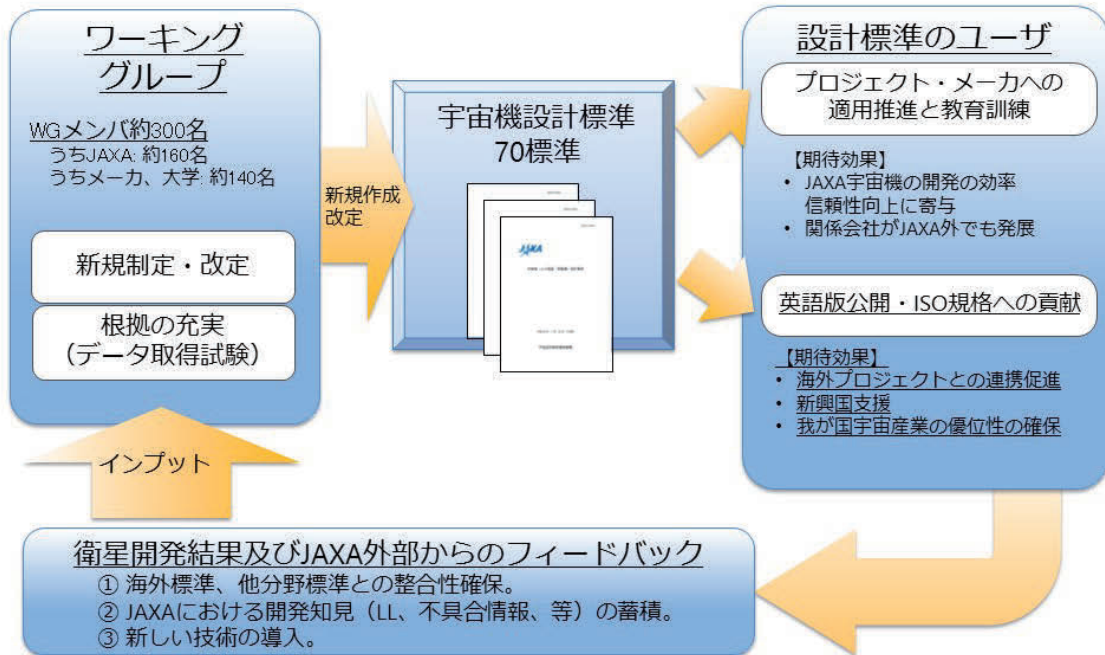 ワーキング
グループ
WGメンバ約300名
うちJAXA: 約160名
うちメーカ、大学: 約140名
新規制定・改定
根拠の充実
（データ取得試験）
新規作成
改定
宇宙機設計標準
70標準
JAXA
設計標準のユーザ
プロジェクト・メーカへの
適用推進と教育訓練
【期待効果】
• JAXA宇宙機の開発の効率
信頼性向上に寄与
• 関係会社がJAXA外でも発展
英語版公開・ISO規格への貢献
【期待効果】
• 海外プロジェクトとの連携促進
• 新興国支援
• 我が国宇宙産業の優位性の確保
インプット
衛星開発結果及びJAXA外部からのフィードバック
① 海外標準、他分野標準との整合性確保。
② JAXAにおける開発知見（LL、不具合情報、等）の蓄積。
③ 新しい技術の導入。